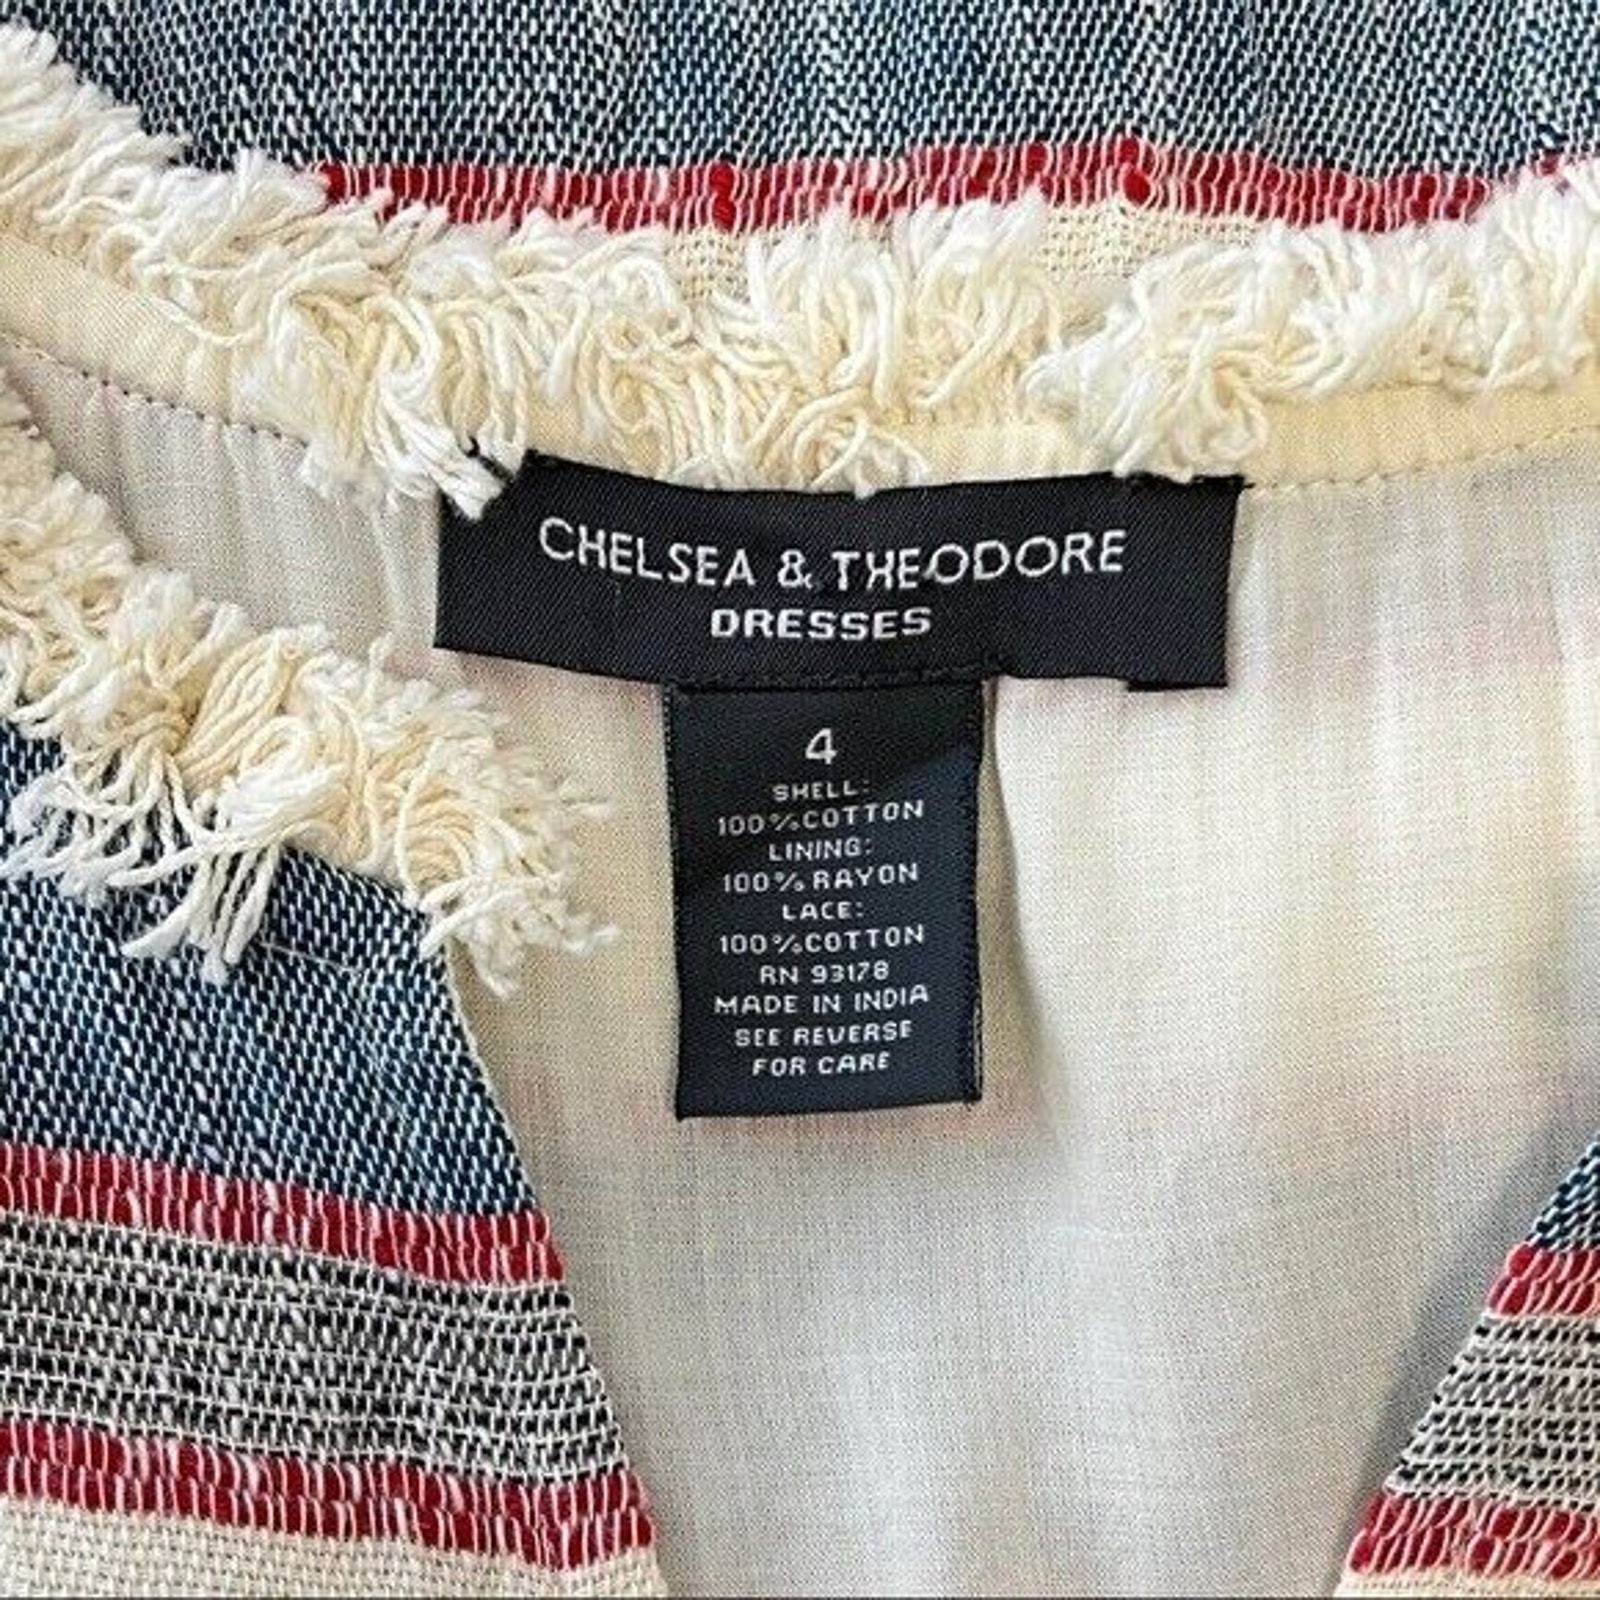 CHELSEA & THEODORE
DRESSES
4
SHELL:
100%COTTON
LINING:
100% RAYON
LACE:
100%COTTON
RN 93178
MADE IN INDIA
SEE REVERSE
FOR CARE